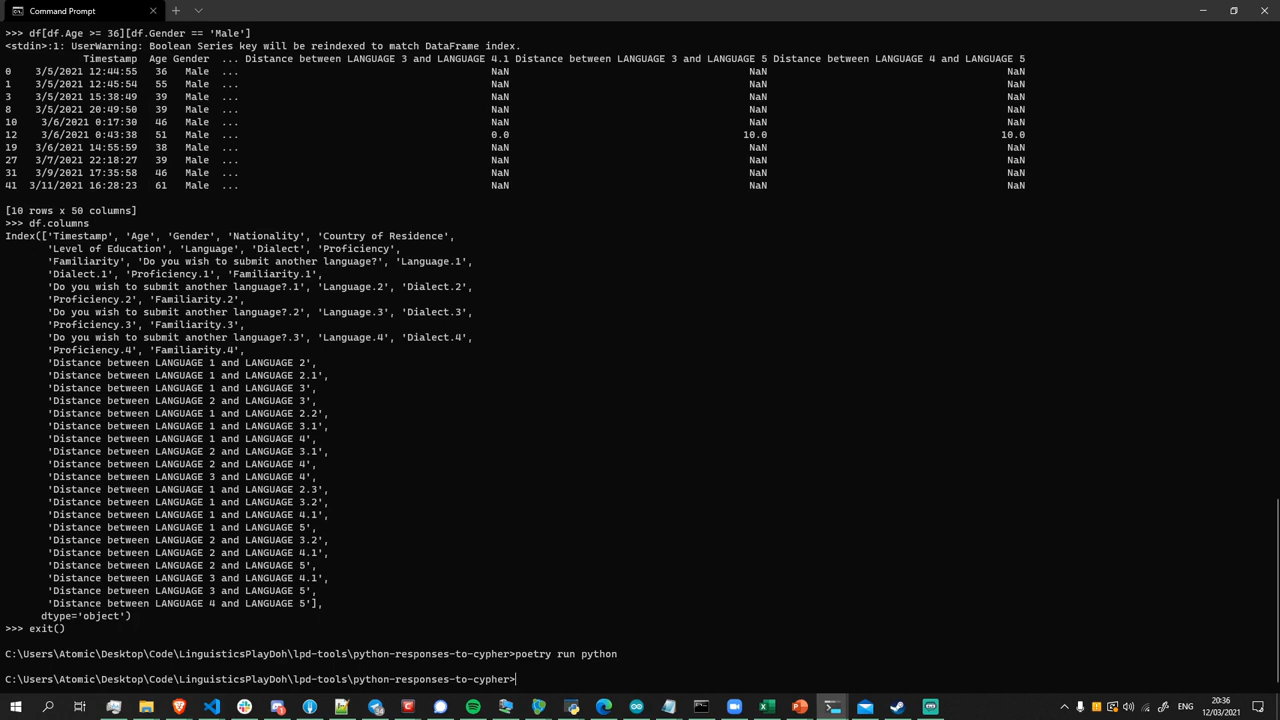 Command Prompt
>>> df[df.Age >= 36][df.Gender == 'Male']
<stdin>:1: UserWarning: Boolean Series key will be reindexed to match DataFrame index.
Timestamp Age Gender ... Distance between LANGUAGE 3 and LANGUAGE 4.1 Distance between LANGUAGE 3 and LANGUAGE 5 Distance between LANGUAGE 4 and LANGUAGE 5
0 3/5/2021 12:44:55 36 Male ... NaN NaN NaN
1 3/5/2021 12:45:54 55 Male ... NaN NaN NaN
3 3/5/2021 15:38:49 39 Male ... NaN NaN NaN
8 3/5/2021 20:49:50 39 Male ... NaN NaN NaN
10 3/6/2021 0:17:30 46 Male ... NaN NaN NaN
12 3/6/2021 0:43:38 51 Male ... 0.0 10.0 10.0
19 3/6/2021 14:55:59 38 Male ... NaN NaN NaN
27 3/7/2021 22:18:27 39 Male ... NaN NaN NaN
31 3/9/2021 17:35:58 46 Male ... NaN NaN NaN
41 3/11/2021 16:28:23 61 Male ... NaN NaN NaN
[10 rows x 50 columns]
>>> df.columns
Index(['Timestamp', 'Age', 'Gender', 'Nationality', 'Country of Residence',
'Level of Education', 'Language', 'Dialect', 'Proficiency',
'Familiarity', 'Do you wish to submit another language?', 'Language.1',
'Dialect.1', 'Proficiency.1', 'Familiarity.1',
'Do you wish to submit another language?.1', 'Language.2', 'Dialect.2',
'Proficiency.2', 'Familiarity.2',
'Do you wish to submit another language?.2', 'Language.3', 'Dialect.3',
'Proficiency.3', 'Familiarity.3',
'Do you wish to submit another language?.3', 'Language.4', 'Dialect.4',
'Proficiency.4', 'Familiarity.4',
'Distance between LANGUAGE 1 and LANGUAGE 2',
'Distance between LANGUAGE 1 and LANGUAGE 2.1',
'Distance between LANGUAGE 1 and LANGUAGE 3',
'Distance between LANGUAGE 2 and LANGUAGE 3',
'Distance between LANGUAGE 1 and LANGUAGE 2.2',
'Distance between LANGUAGE 1 and LANGUAGE 3.1',
'Distance between LANGUAGE 1 and LANGUAGE 4',
'Distance between LANGUAGE 2 and LANGUAGE 3.1',
'Distance between LANGUAGE 2 and LANGUAGE 4',
'Distance between LANGUAGE 3 and LANGUAGE 4',
'Distance between LANGUAGE 1 and LANGUAGE 2.3',
'Distance between LANGUAGE 1 and LANGUAGE 3.2',
'Distance between LANGUAGE 1 and LANGUAGE 4.1',
'Distance between LANGUAGE 1 and LANGUAGE 5',
'Distance between LANGUAGE 2 and LANGUAGE 3.2',
'Distance between LANGUAGE 2 and LANGUAGE 4.1',
'Distance between LANGUAGE 2 and LANGUAGE 5',
'Distance between LANGUAGE 3 and LANGUAGE 4.1',
'Distance between LANGUAGE 3 and LANGUAGE 5',
'Distance between LANGUAGE 4 and LANGUAGE 5'],
dtype='object')
>>> exit()
C:\Users\Atomic\Desktop\Code\LinguisticsPlayDoh\lpd-tools\python-responses-to-cypher>poetry run python
C:\Users\Atomic\Desktop\Code\LinguisticsPlayDoh\lpd-tools\python-responses-to-cypher>
ENG
20:36
12/03/2021